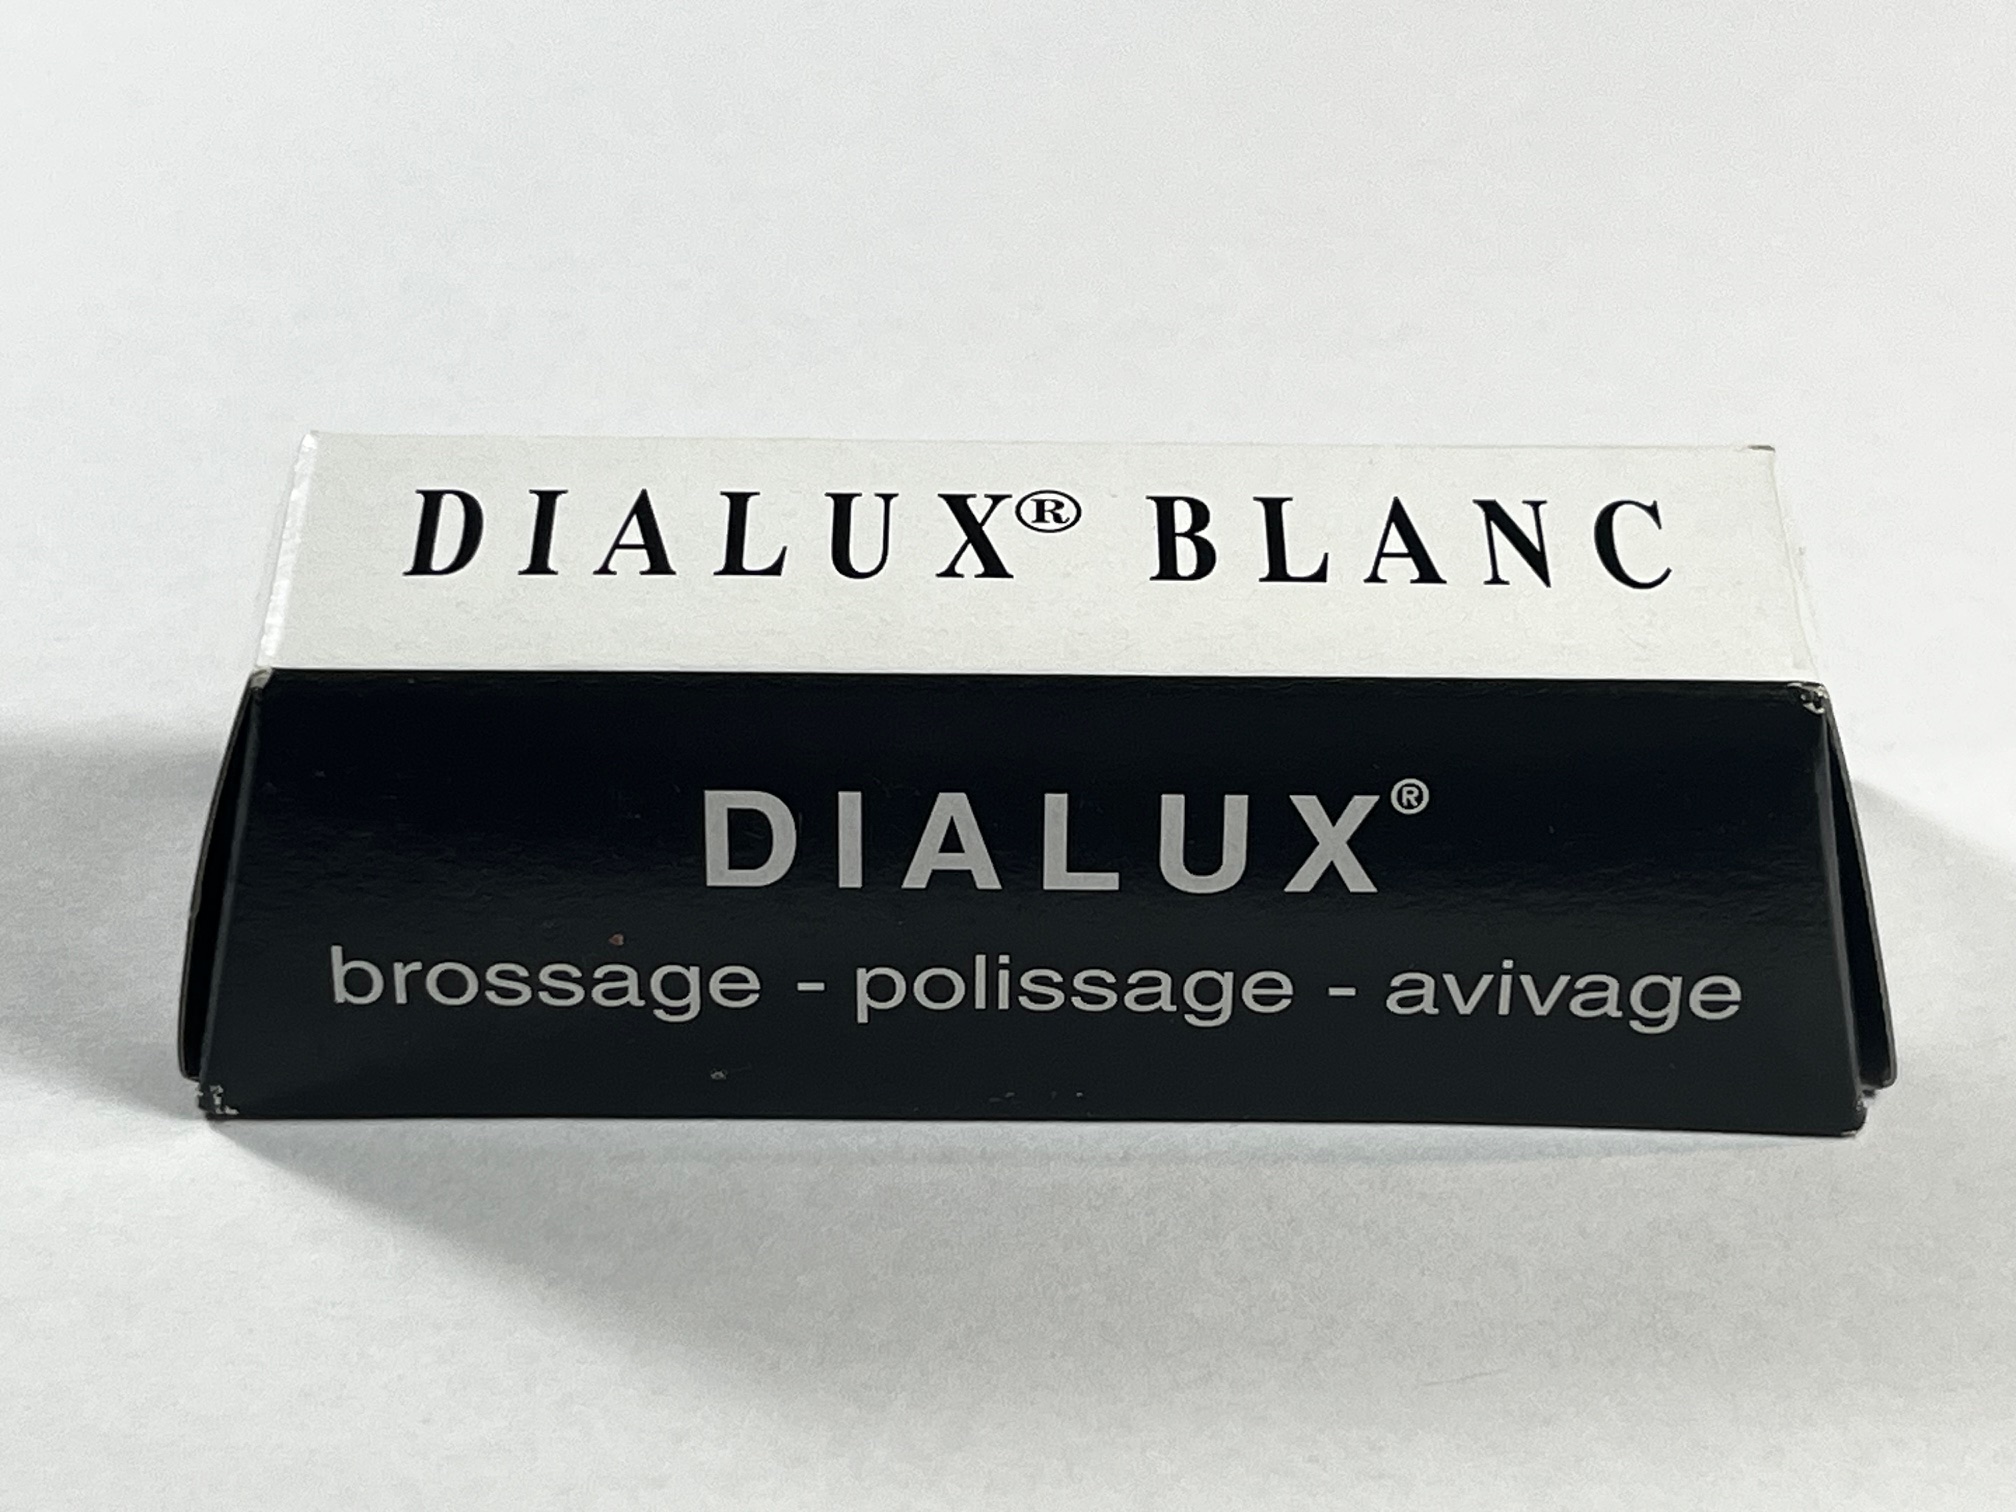 DIALUX® BLANC
DIALUX®
brossage - polissage - avivage